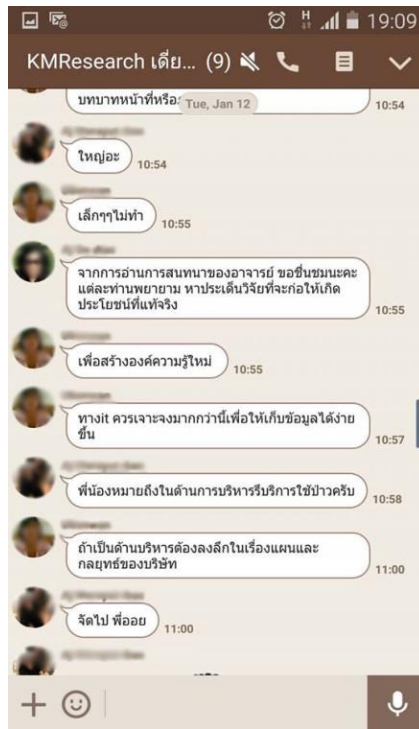 H
19:09
KMResearch เดี่ย... (9)
บทบาทหน้าที่หรือ
Tue, Jan 12
10:54
ใหญ่อะ
10:54
เล็กๆๆไม่ทำ
10:55
จากการอ่านการสนทนาของอาจารย์ ขอชื่นชมนะคะ
แต่ละท่านพยายาม หาประเด็นวิจัยที่จะก่อให้เกิด
ประโยชน์ที่แท้จริง
10:55
เพื่อสร้างองค์ความรู้ใหม่
10:55
ทางit ควรเจาะจงมากกว่านี้เพื่อให้เก็บข้อมูลได้ง่าย
ขึ้น
10:57
พี่น้องหมายถึงในด้านการบริหารรึบริการใช่ป่าวครับ
10:58
ถ้าเป็นด้านบริหารต้องลงลึกในเรื่องแผนและ
กลยุทธ์ของบริษัท
11:00
จัดไป พี่ออย
11:00